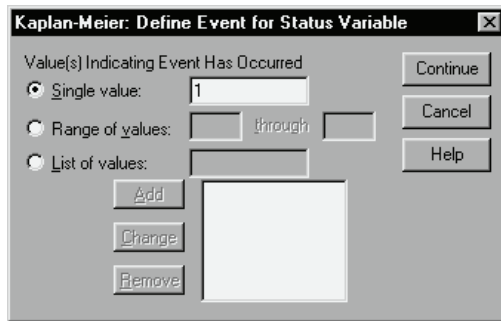 Kaplan-Meier: Define Event for Status Variable
Value(s) Indicating Event Has Occurred
Single value: 1
Range of values: through
List of values:
Add
Change
Remove
Continue
Cancel
Help